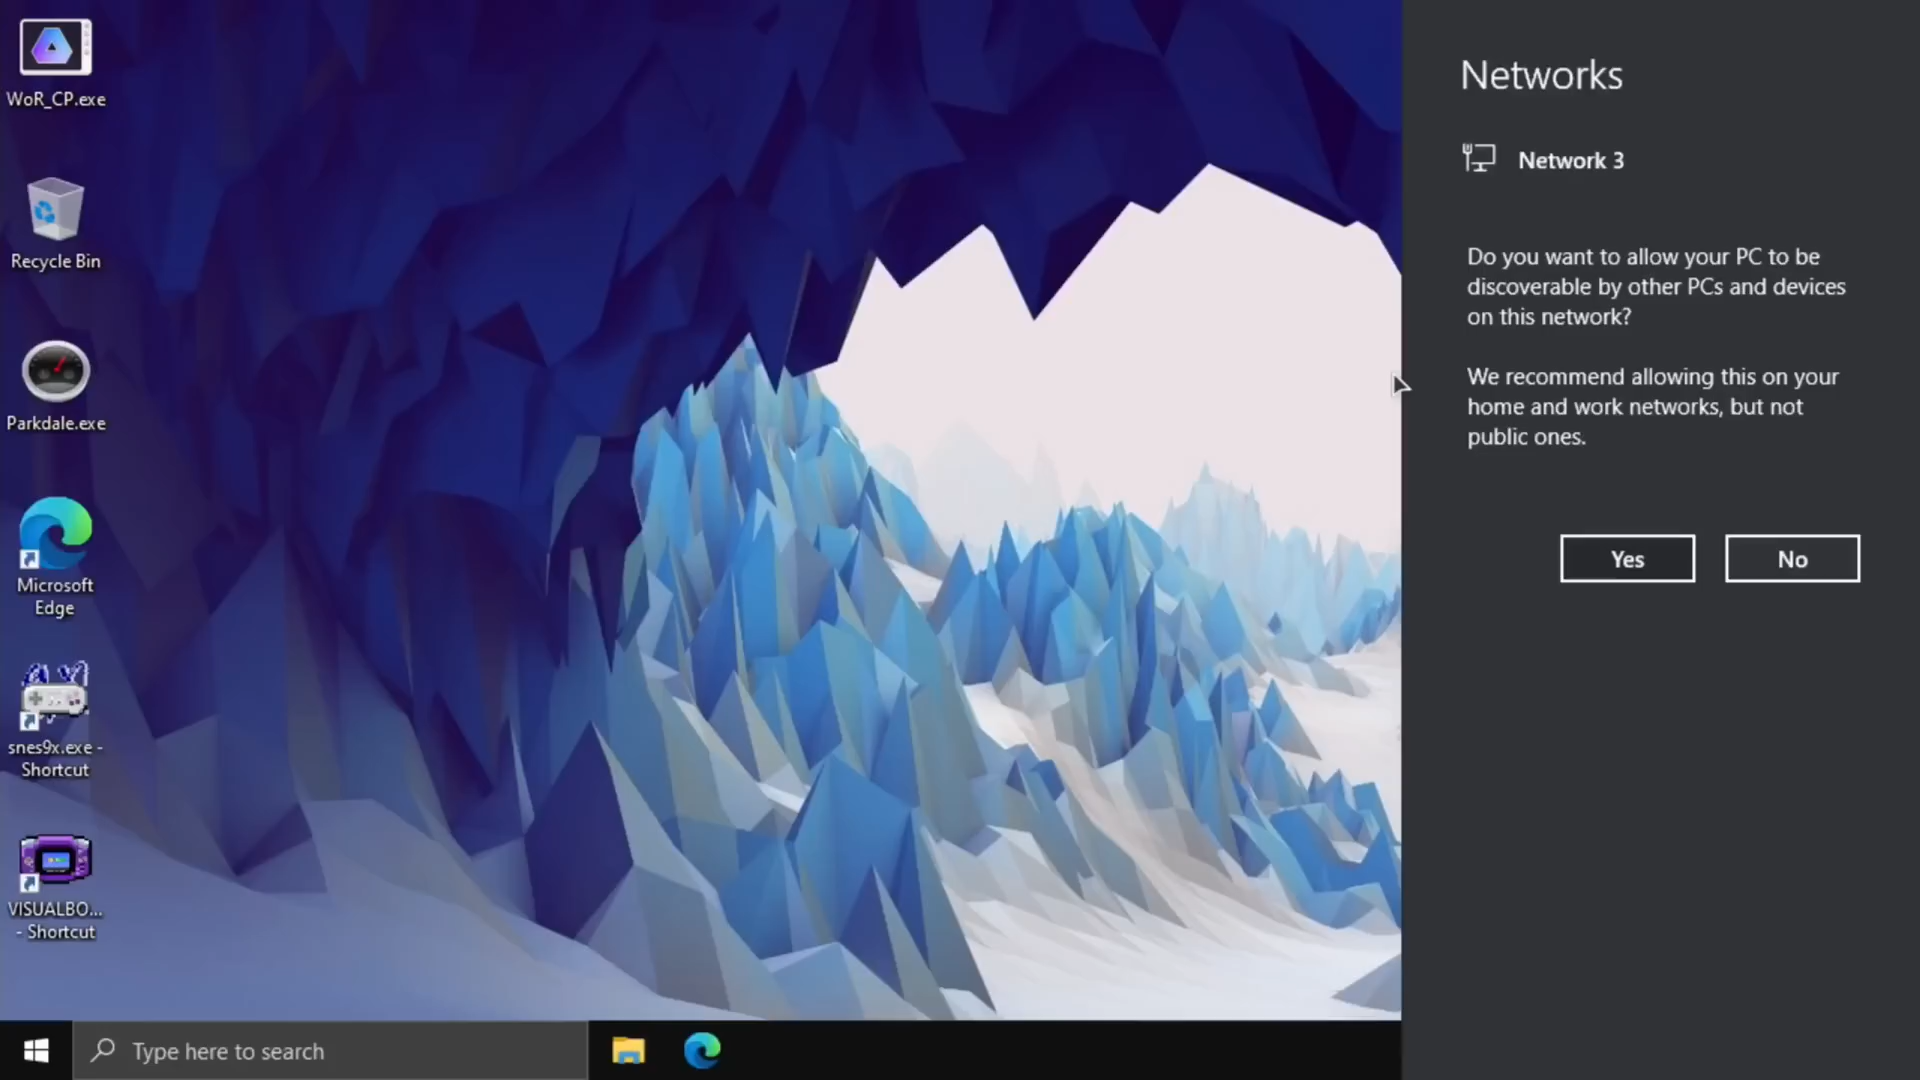 WoR_CP.exe
Recycle Bin
Parkdale.exe
Microsoft
Edge
snes9x.exe -
Shortcut
VISUALBO...
- Shortcut
Type here to search
Networks
Network 3
Do you want to allow your PC to be
discoverable by other PCs and devices
on this network?
We recommend allowing this on your
home and work networks, but not
public ones.
Yes
No